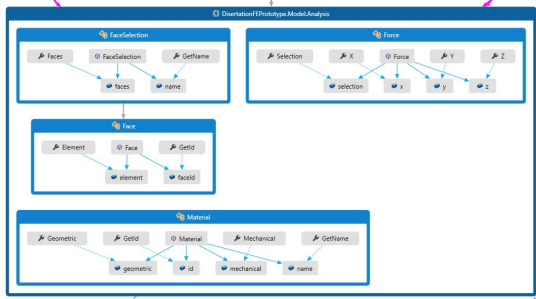 DisertationFEPrototype.Model.Analysis
FaceSelection
Faces FaceSelection GetName
faces name
Force
Selection X Force Y Z
selection x y z
Face
Element Face GetId
element faceId
Material
Geometric GetId Material Mechanical GetName
geometric id mechanical name